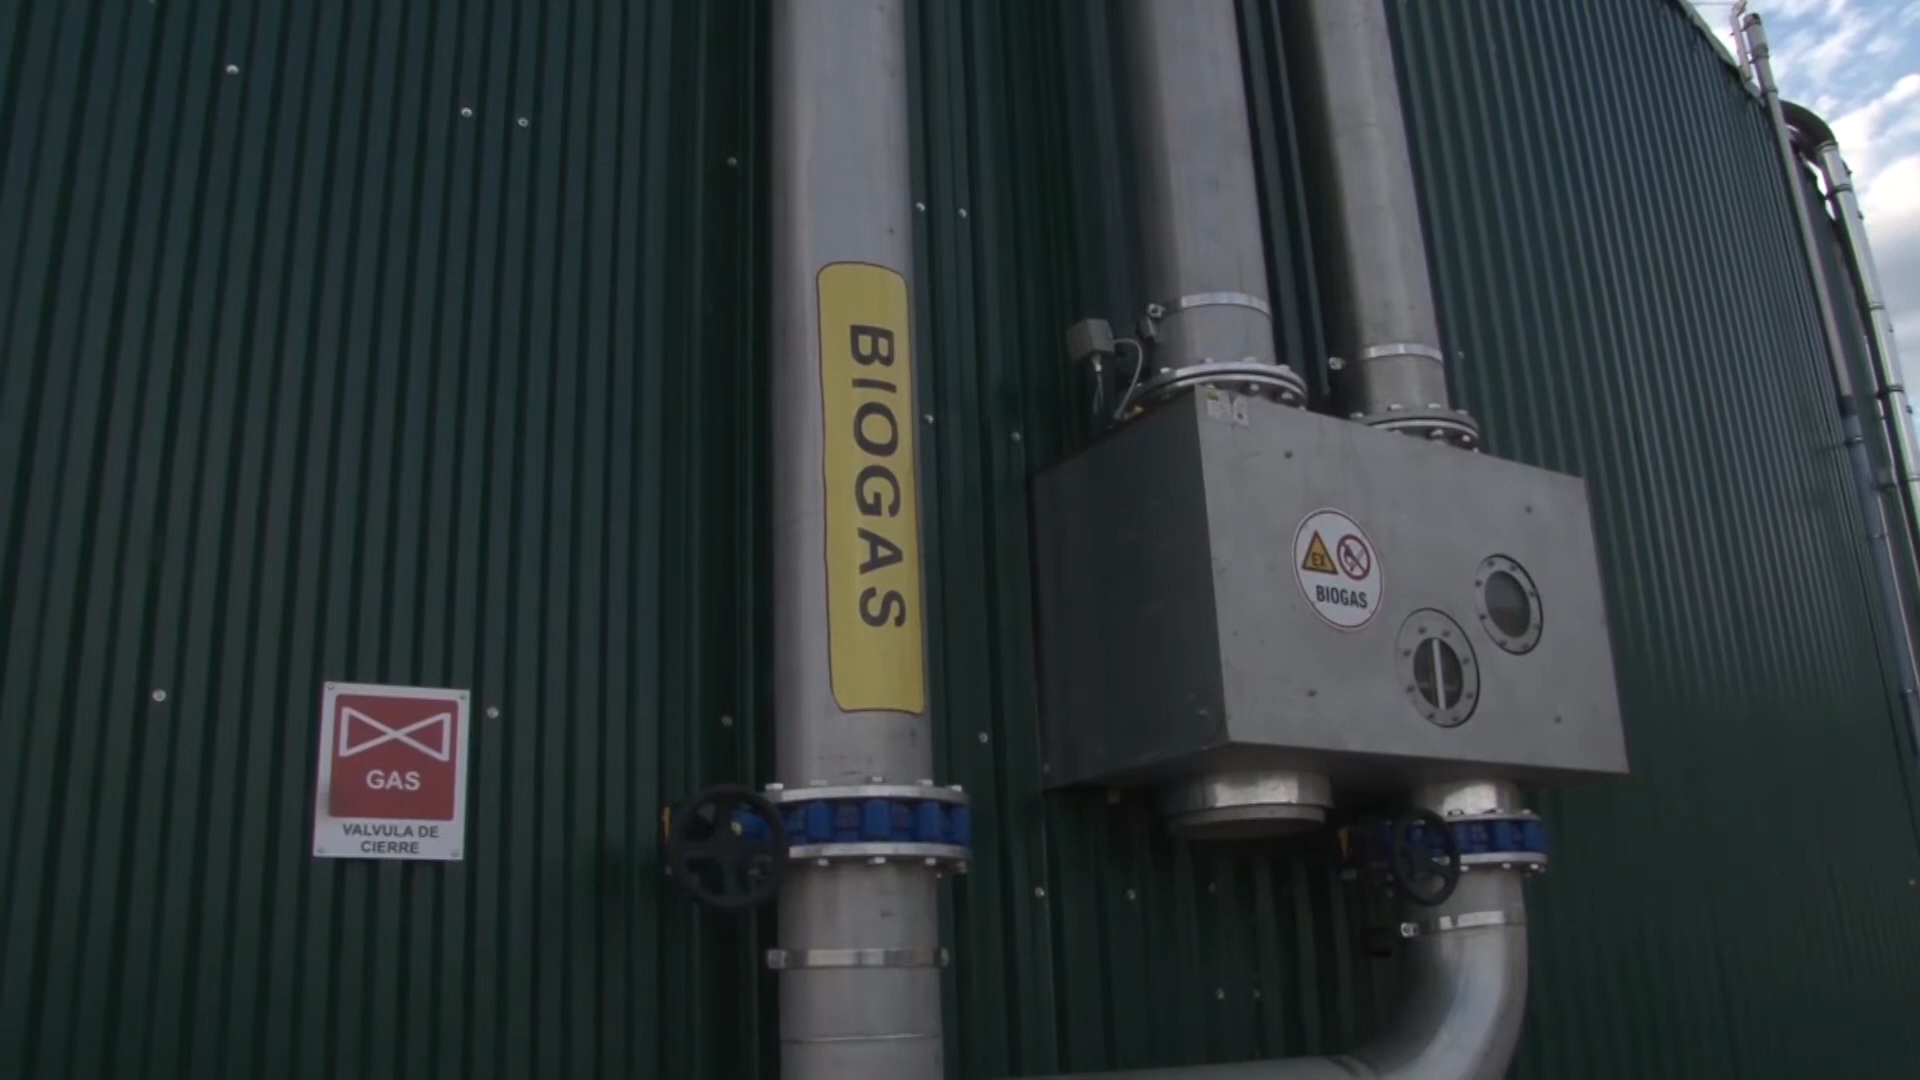 BIOGAS
EX
BIOGAS
GAS
VALVULA DE
CIERRE